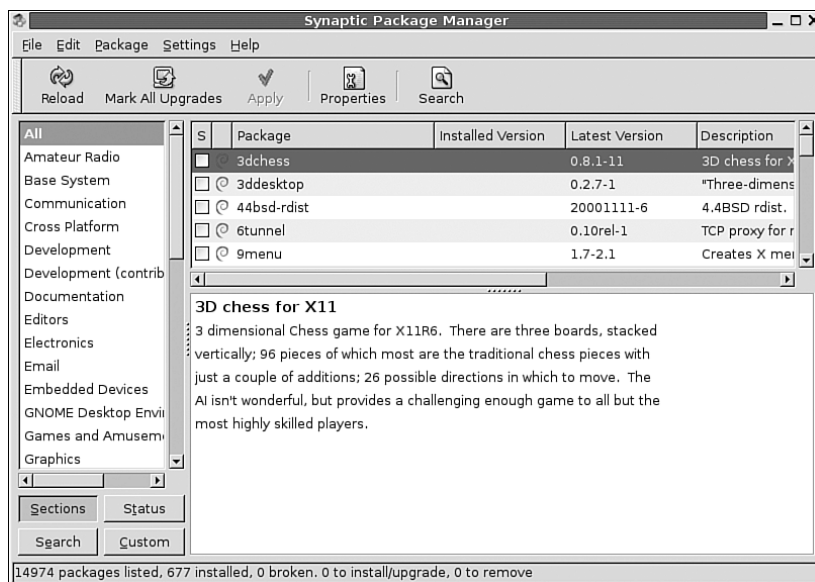 Synaptic Package Manager
File Edit Package Settings Help
Reload Mark All Upgrades Apply Properties Search
All
Amateur Radio
Base System
Communication
Cross Platform
Development
Development (contrib
Documentation
Editors
Electronics
Email
Embedded Devices
GNOME Desktop Envi
Games and Amusem
Graphics
Sections Status
Search Custom
S Package Installed Version Latest Version Description
3dchess 0.8.1-11 3D chess for X
3ddesktop 0.2.7-1 "Three-dimens
44bsd-rdist 20001111-6 4.4BSD rdist.
6tunnel 0.10rel-1 TCP proxy for
9menu 1.7-2.1 Creates X me
3D chess for X11
3 dimensional Chess game for X11R6. There are three boards, stacked
vertically; 96 pieces of which most are the traditional chess pieces with
just a couple of additions; 26 possible directions in which to move. The
AI isn't wonderful, but provides a challenging enough game to all but the
most highly skilled players.
14974 packages listed, 677 installed, 0 broken. 0 to install/upgrade, 0 to remove